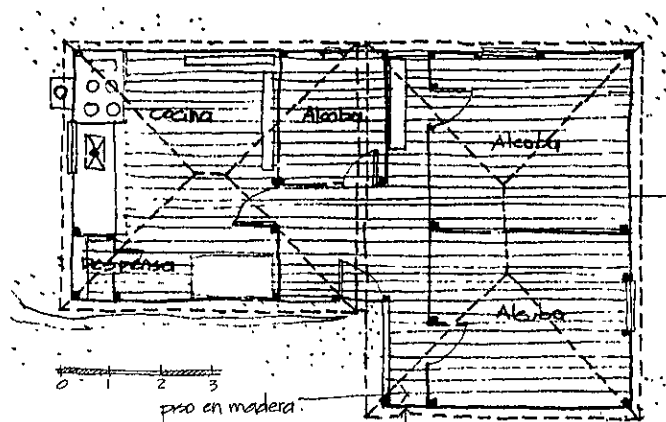 cocina
Alcoba
Alcoba
Despensa
Alcoba
0 1 2 3
piso en madera.